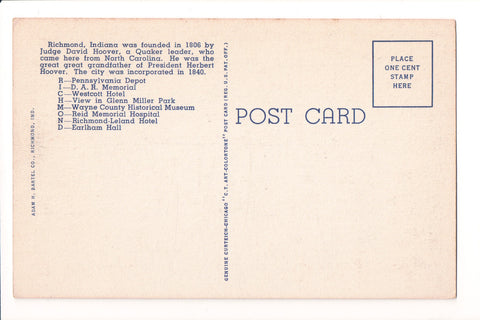 Richmond, Indiana was founded in 1806 by
Judge David Hoover, a Quaker leader, who
came here from North Carolina. He was the
great great grandfather of President Herbert
Hoover. The city was incorporated in 1840.
R—Pennsylvania Depot
I—D. A. R. Memorial
C—Westcott Hotel
H—View in Glenn Miller Park
M—Wayne County Historical Museum
O—Reid Memorial Hospital
N—Richmond-Leland Hotel
D—Earlham Hall
ADAM H. BARTEL CO., RICHMOND, IND.
GENUINE CURTEICH-CHICAGO "C.T. ART-COLORTONE" POST CARD (REG. U.S. PAT. OFF.)
POST CARD
PLACE
ONE CENT
STAMP
HERE